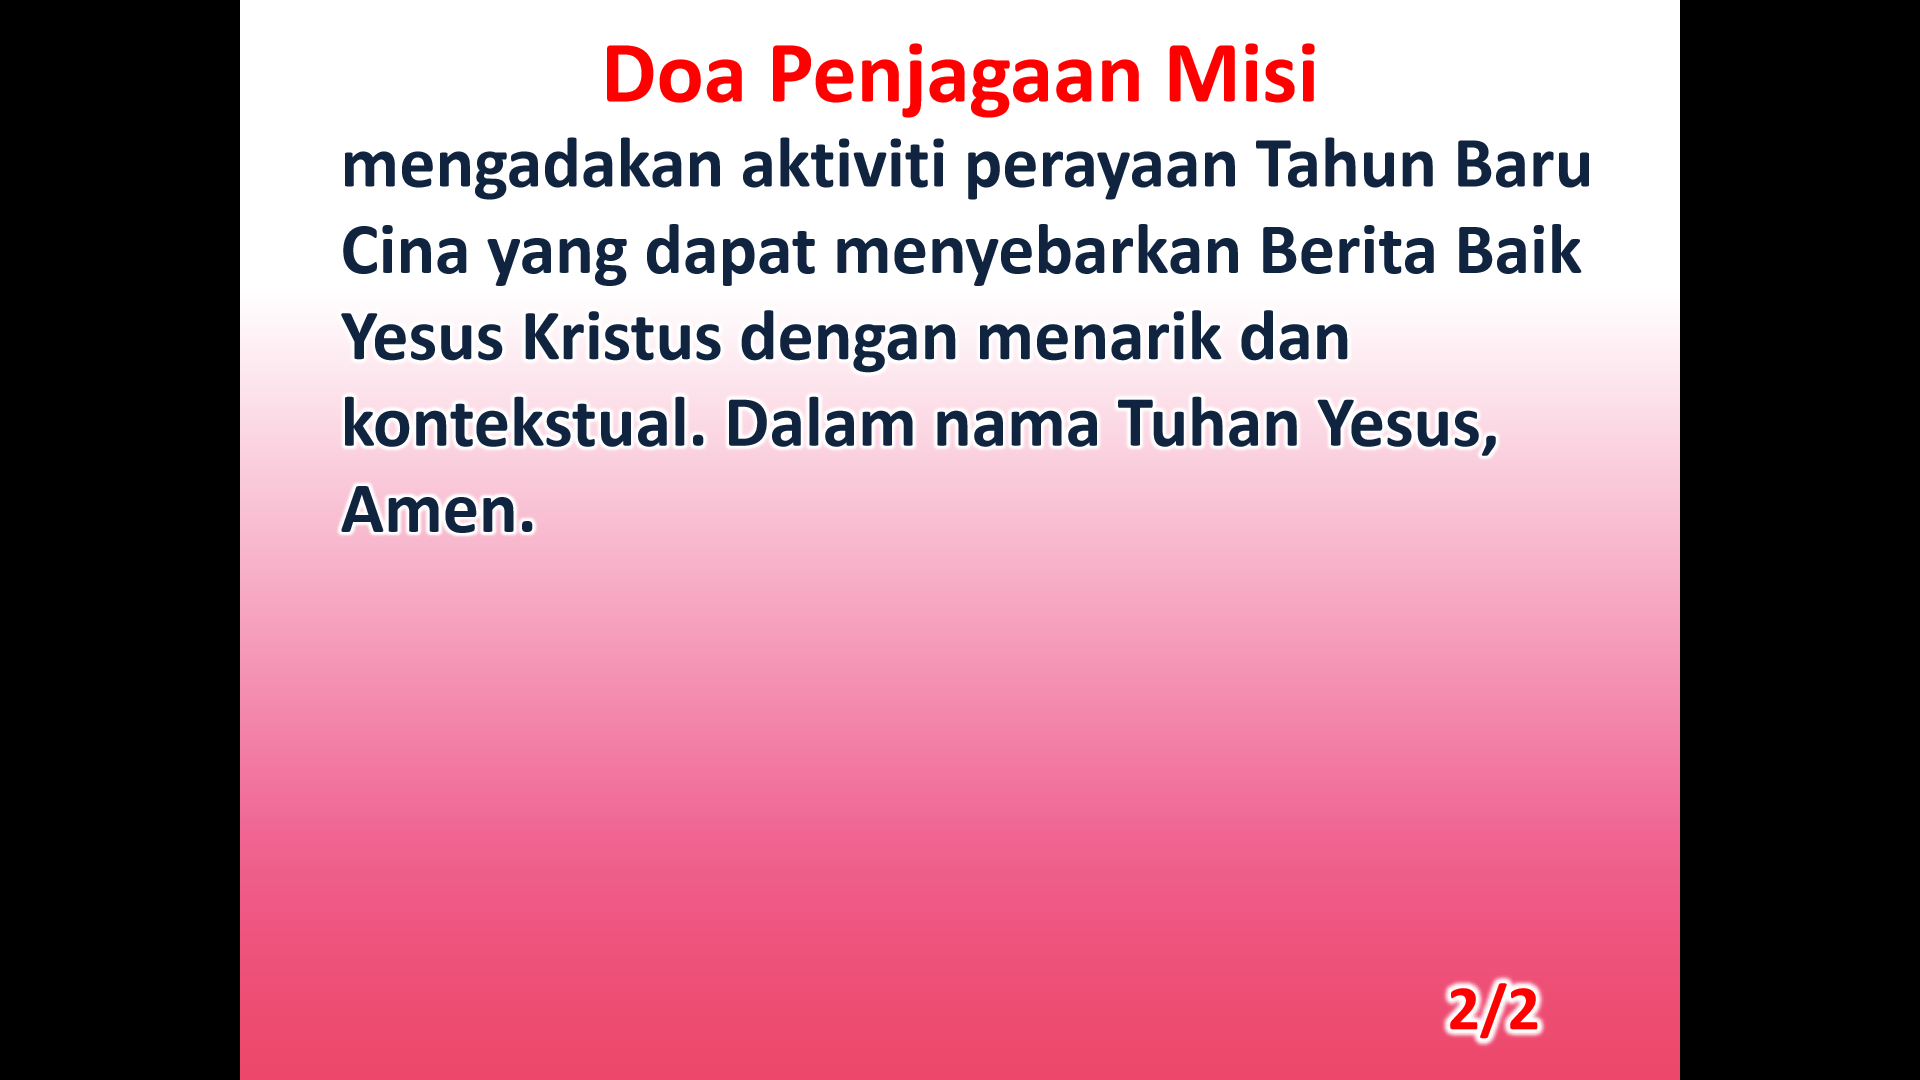 Doa Penjagaan Misi
mengadakan aktiviti perayaan Tahun Baru
Cina yang dapat menyebarkan Berita Baik
Yesus Kristus dengan menarik dan
kontekstual. Dalam nama Tuhan Yesus,
Amen.
2/2